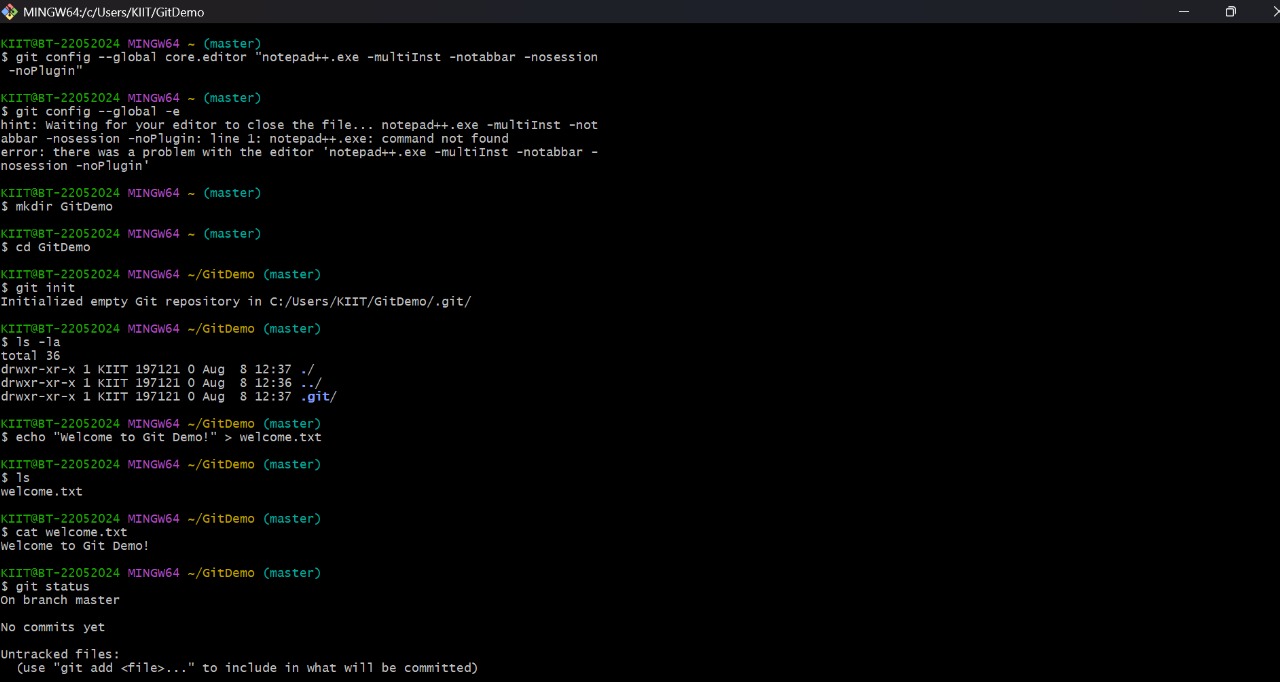 MINGW64:/c/Users/KIIT/GitDemo
KIIT@BT-22052024 MINGW64 ~ (master)
$ git config --global core.editor "notepad++.exe -multiInst -notabbar -nosession
-noPlugin"
KIIT@BT-22052024 MINGW64 ~ (master)
$ git config --global -e
hint: Waiting for your editor to close the file... notepad++.exe -multiInst -not
abbar -nosession -noPlugin: line 1: notepad++.exe: command not found
error: there was a problem with the editor 'notepad++.exe -multiInst -notabbar -
nosession -noPlugin'
KIIT@BT-22052024 MINGW64 ~ (master)
$ mkdir GitDemo
KIIT@BT-22052024 MINGW64 ~ (master)
$ cd GitDemo
KIIT@BT-22052024 MINGW64 ~/GitDemo (master)
$ git init
Initialized empty Git repository in C:/Users/KIIT/GitDemo/.git/
KIIT@BT-22052024 MINGW64 ~/GitDemo (master)
$ ls -la
total 36
drwxr-xr-x 1 KIIT 197121 0 Aug  8 12:37 ./
drwxr-xr-x 1 KIIT 197121 0 Aug  8 12:36 ../
drwxr-xr-x 1 KIIT 197121 0 Aug  8 12:37 .git/
KIIT@BT-22052024 MINGW64 ~/GitDemo (master)
$ echo "Welcome to Git Demo!" > welcome.txt
KIIT@BT-22052024 MINGW64 ~/GitDemo (master)
$ ls
welcome.txt
KIIT@BT-22052024 MINGW64 ~/GitDemo (master)
$ cat welcome.txt
Welcome to Git Demo!
KIIT@BT-22052024 MINGW64 ~/GitDemo (master)
$ git status
On branch master
No commits yet
Untracked files:
(use "git add <file>..." to include in what will be committed)